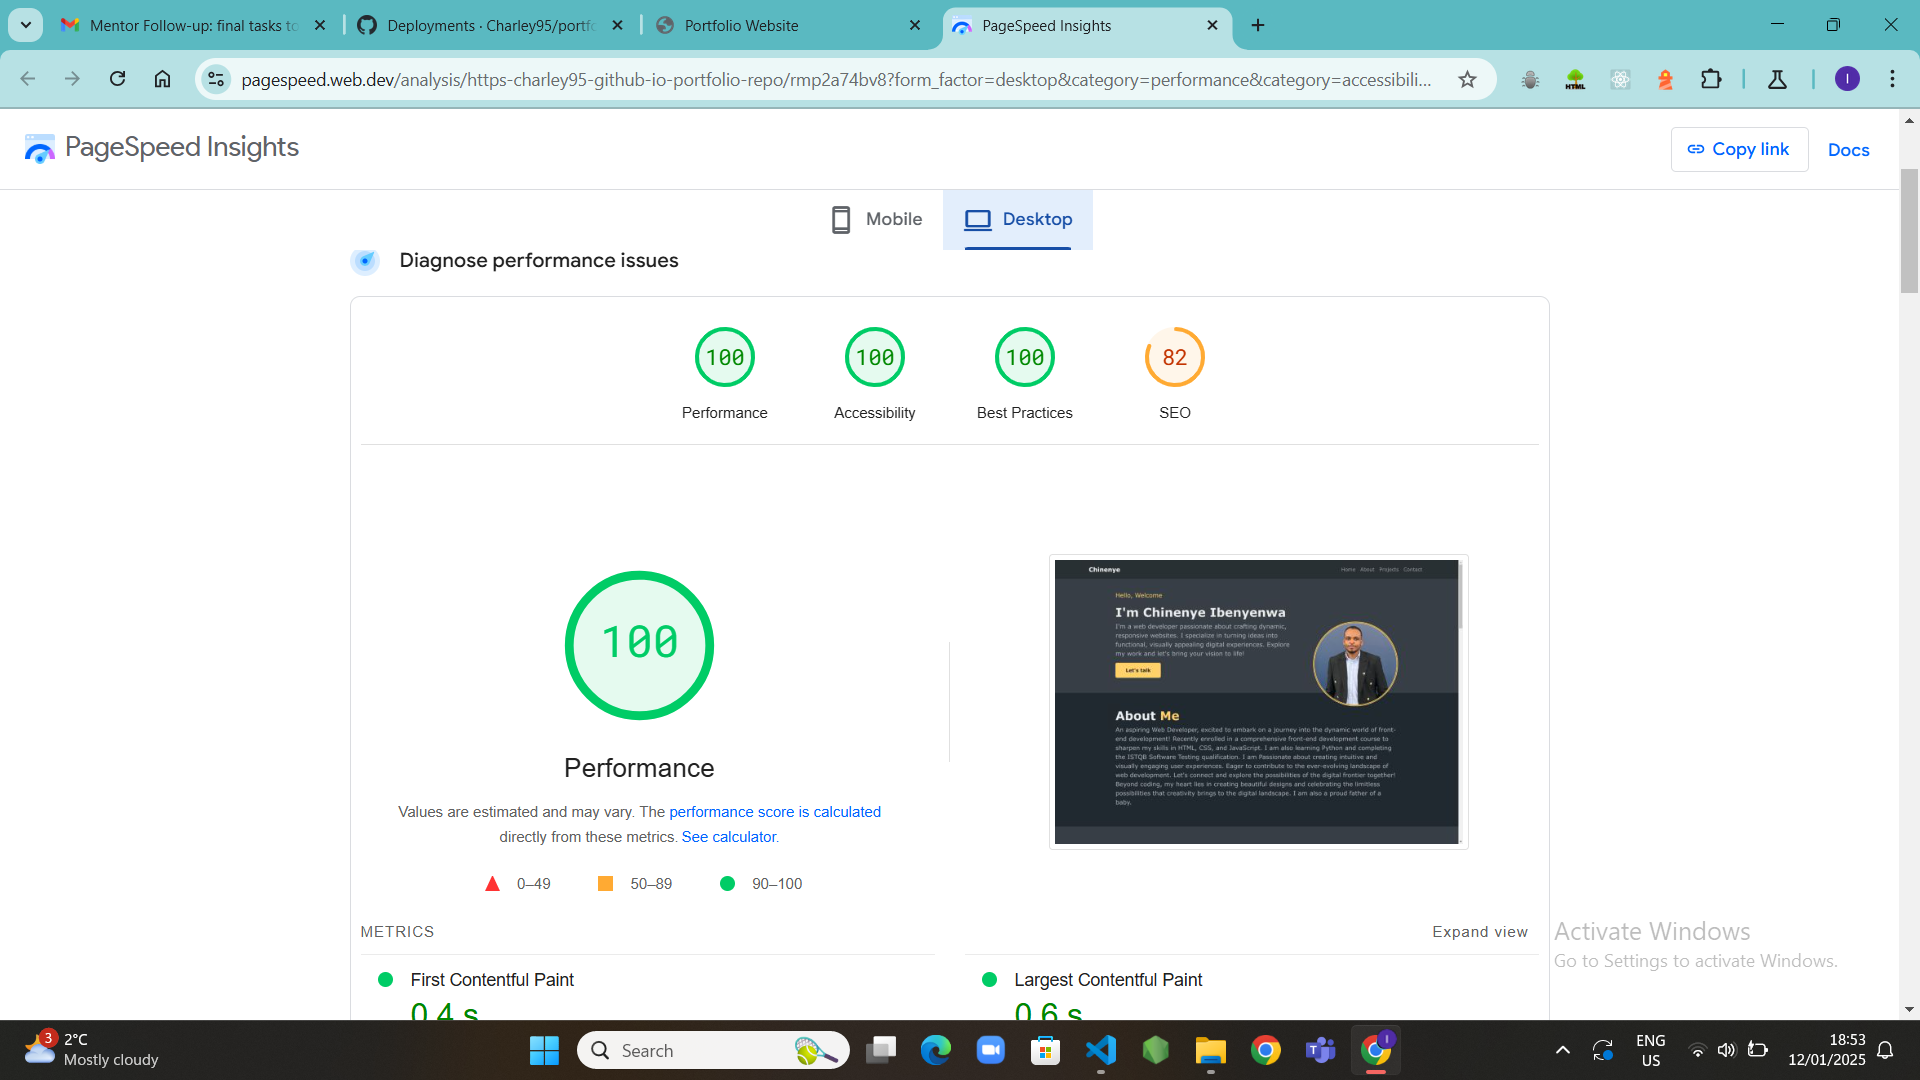 Mentor Follow-up: final tasks to
Deployments · Charley95/portfo
Portfolio Website
PageSpeed Insights
pagespeed.web.dev/analysis/https-charley95-github-io-portfolio-repo/rmp2a74bv8?form_factor=desktop&category=performance&category=accessibili...
HTML
I
PageSpeed Insights
Copy link
Docs
Mobile
Desktop
Diagnose performance issues
100
100
100
82
Performance
Accessibility
Best Practices
SEO
100
Performance
Values are estimated and may vary. The performance score is calculated
directly from these metrics. See calculator.
0–49
50–89
90–100
Chinenye
Home About Projects Contact
Hello, Welcome
I'm Chinenye Ibenyenwa
I'm a web developer passionate about crafting dynamic,
responsive websites. I specialize in turning ideas into
functional, visually appealing digital experiences. Explore
my work and let's bring your vision to life!
Let's talk
About Me
An aspiring Web Developer, excited to embark on a journey into the dynamic world of front-
end development! Recently enrolled in a comprehensive front-end development course to
sharpen my skills in HTML, CSS, and JavaScript. I am also learning Python and completing
the ISTQB Software Testing qualification. I am Passionate about creating intuitive and
visually engaging user experiences. Eager to contribute to the ever-evolving landscape of
web development. Let's connect and explore the possibilities of the digital frontier together!
Beyond coding, my heart lies in creating beautiful designs and celebrating the limitless
possibilities that creativity brings to the digital landscape. I am also a proud father of a
baby.
METRICS
Expand view
First Contentful Paint
0.4 s
Largest Contentful Paint
0.6 s
Activate Windows
Go to Settings to activate Windows.
3
2°C
Mostly cloudy
Search
I
ENG
US
18:53
12/01/2025